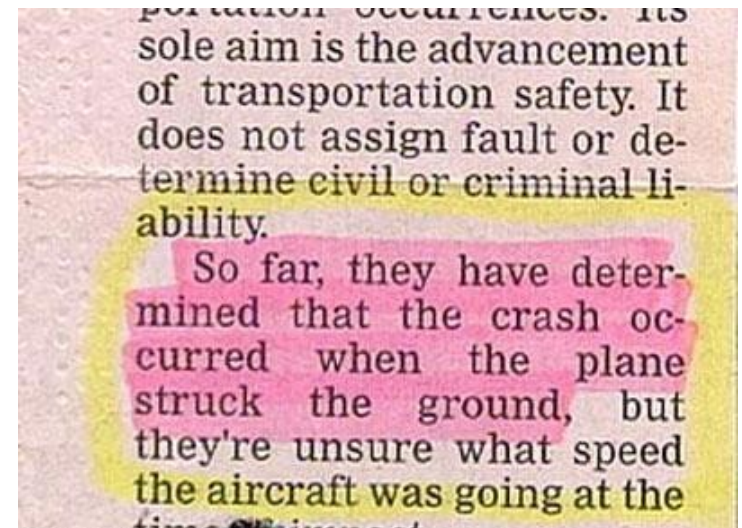 occurrences. Its
sole aim is the advancement
of transportation safety. It
does not assign fault or de-
termine civil or criminal li-
ability.
So far, they have deter-
mined that the crash oc-
curred when the plane
struck the ground, but
they're unsure what speed
the aircraft was going at the